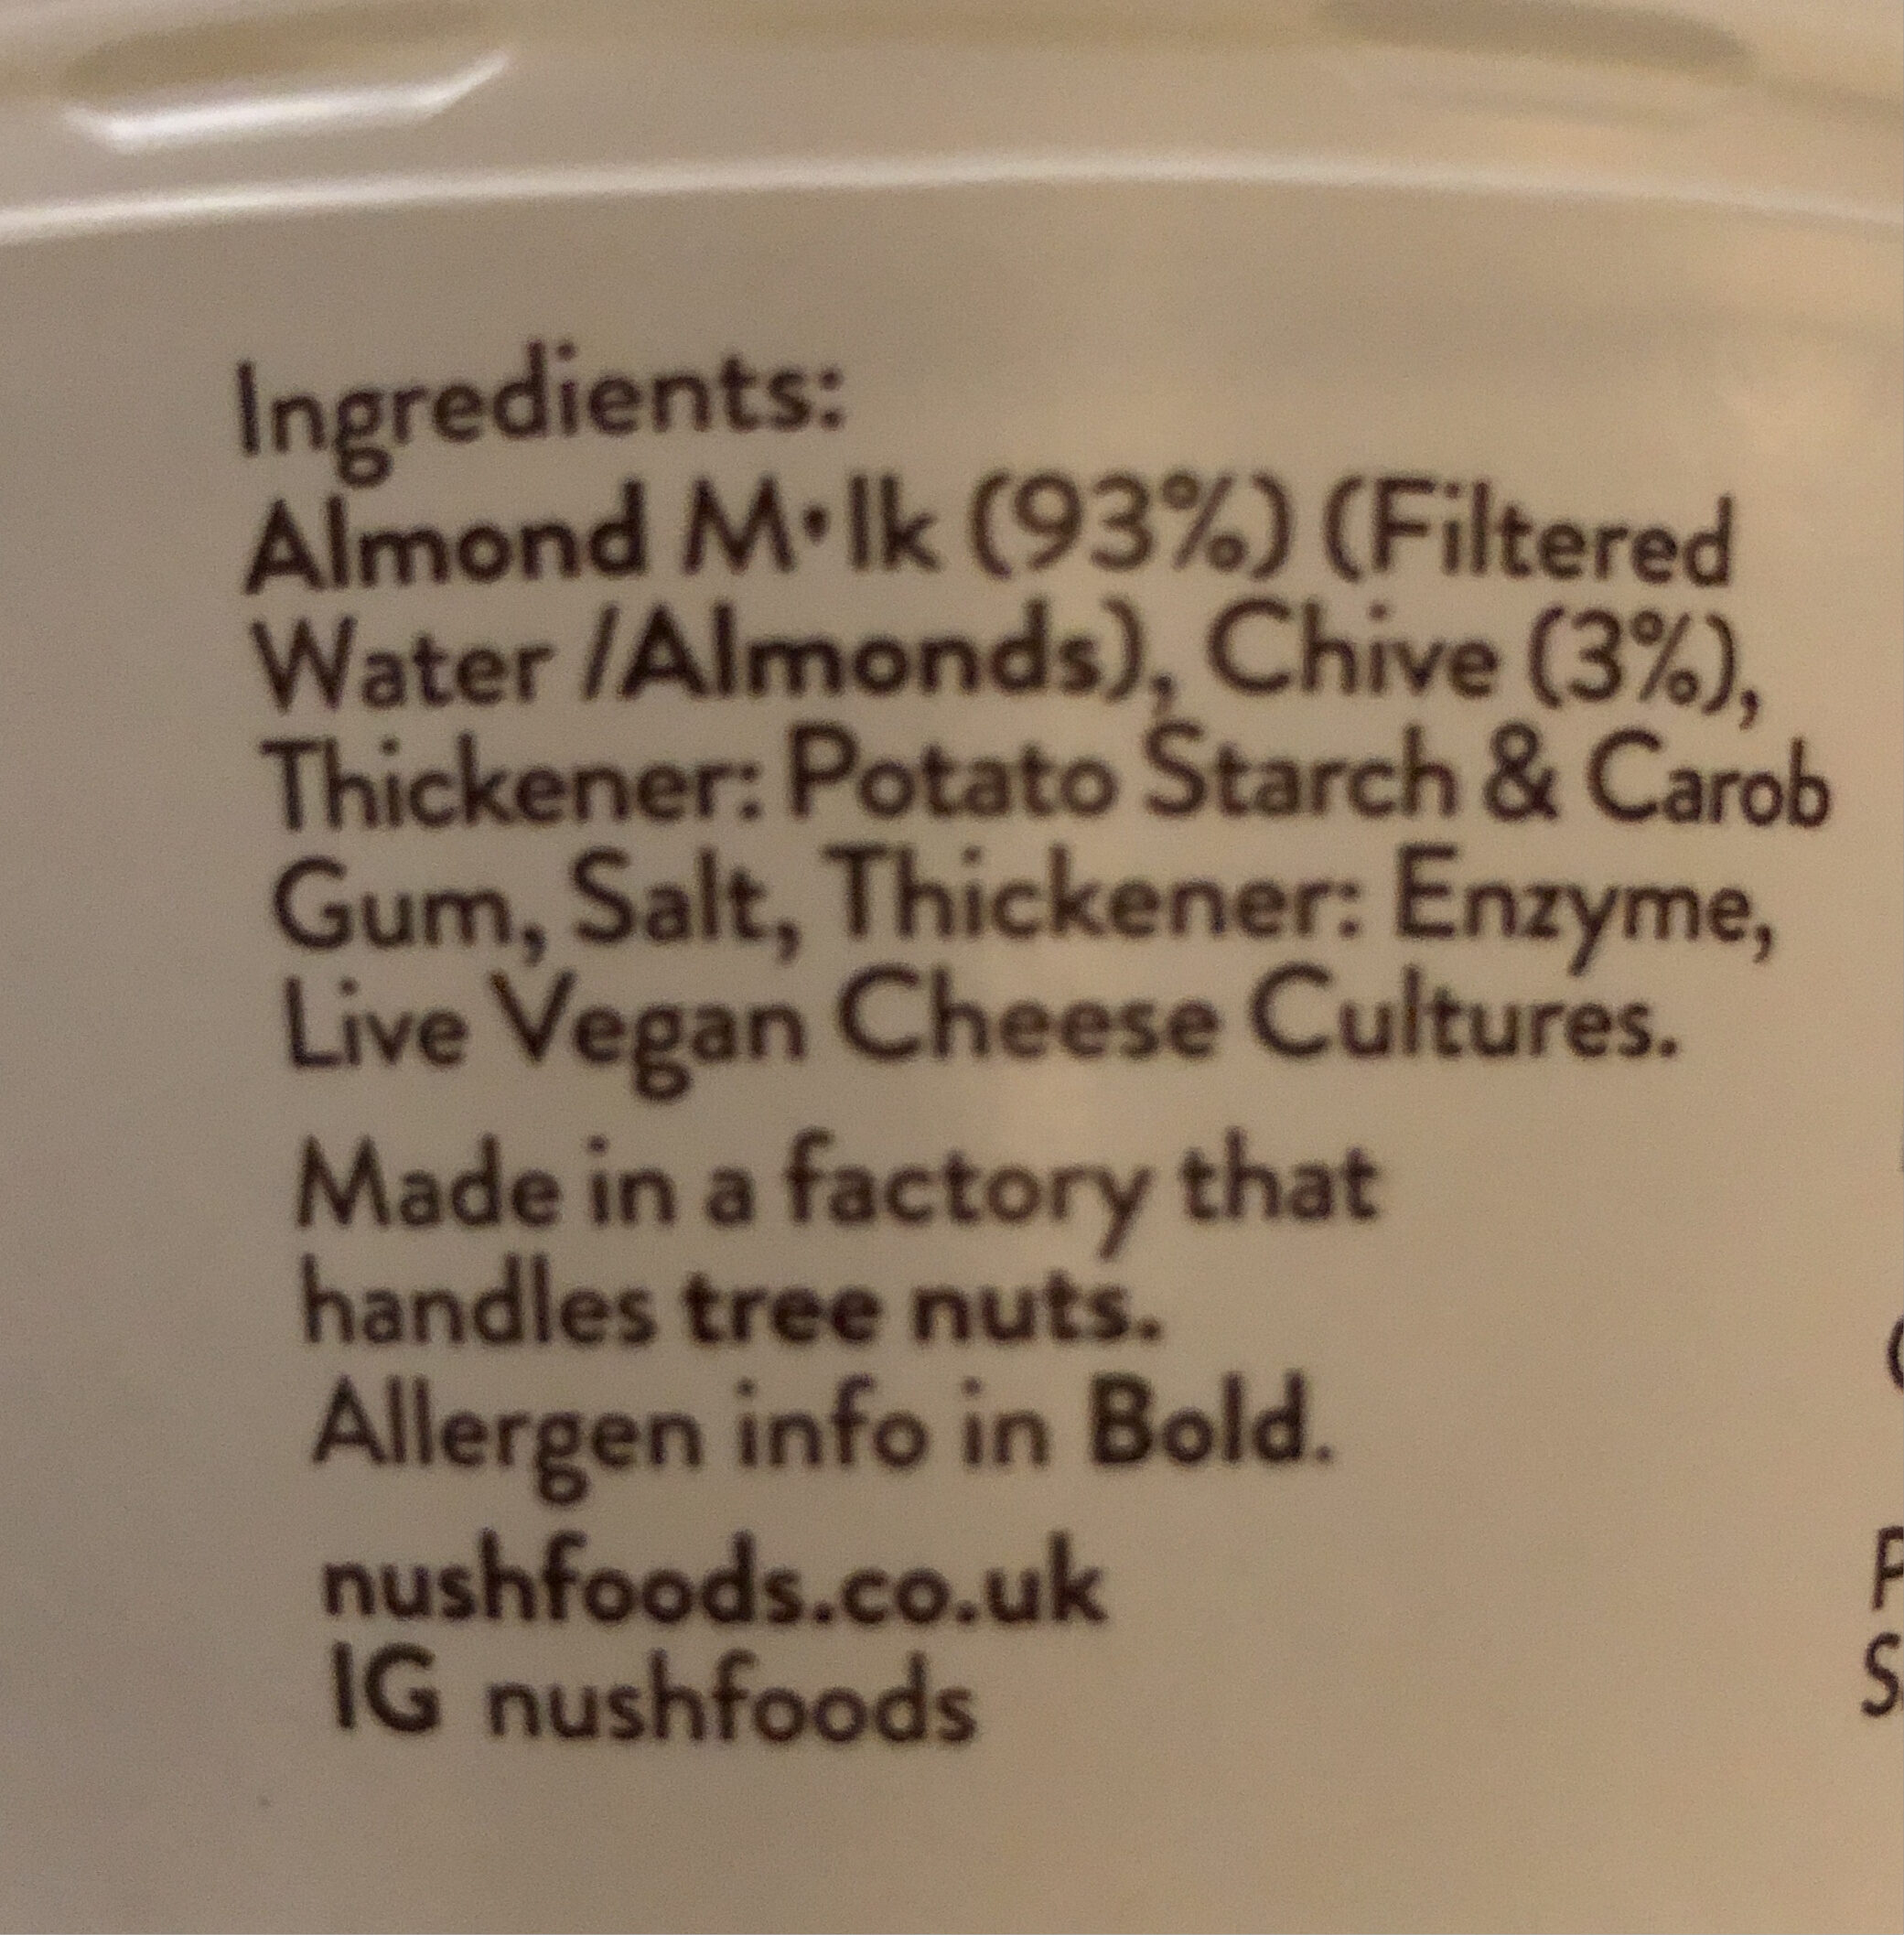 Ingredients:
Almond M•lk (93%) (Filtered
Water /Almonds), Chive (3%),
Thickener: Potato Starch & Carob
Gum, Salt, Thickener: Enzyme,
Live Vegan Cheese Cultures.
Made in a factory that
handles tree nuts.
Allergen info in Bold.
nushfoods.co.uk
IG nushfoods